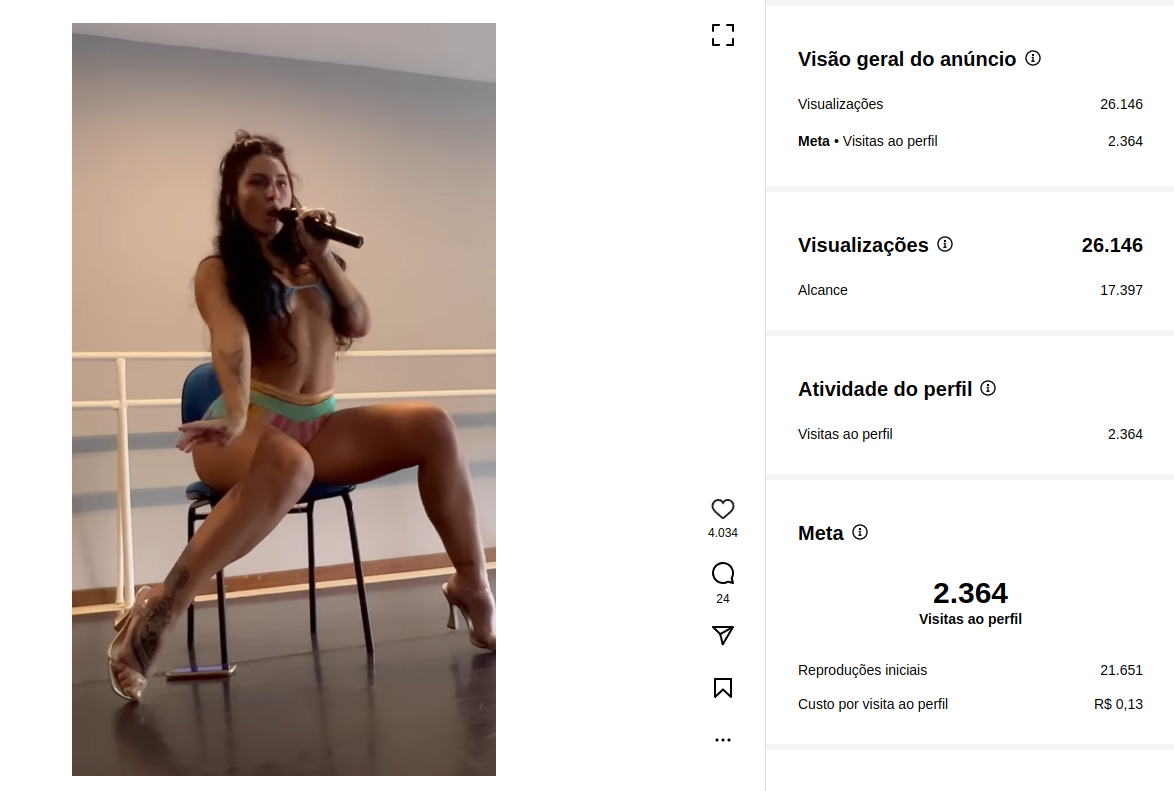 Visão geral do anúncio
Visualizações 26.146
Meta • Visitas ao perfil 2.364
Visualizações 26.146
Alcance 17.397
Atividade do perfil
Visitas ao perfil 2.364
Meta
2.364
Visitas ao perfil
Reproduções iniciais 21.651
Custo por visita ao perfil R$ 0,13
4.034
24